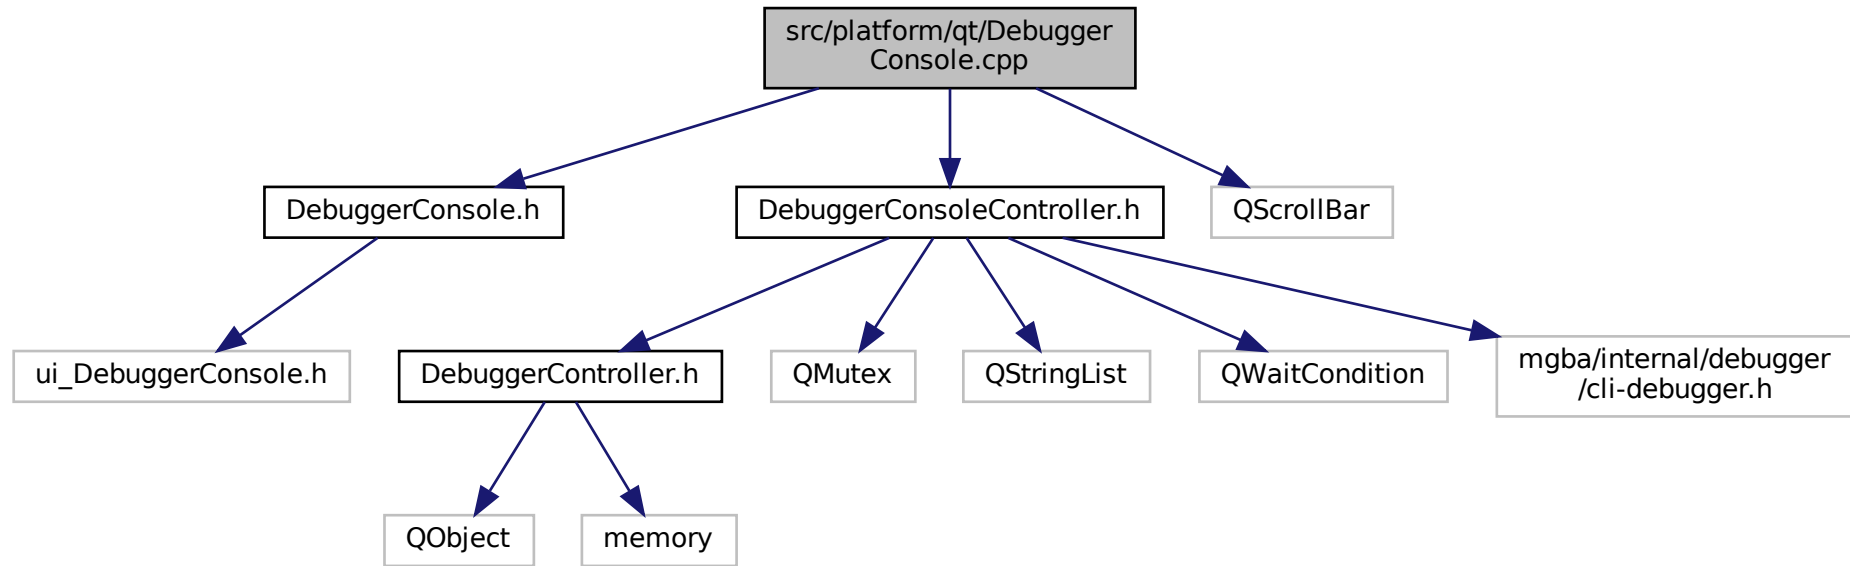 src/platform/qt/Debugger
Console.cpp
DebuggerConsole.h
DebuggerConsoleController.h
QScrollBar
ui_DebuggerConsole.h
DebuggerController.h
QMutex
QStringList
QWaitCondition
mgba/internal/debugger
/cli-debugger.h
QObject
memory